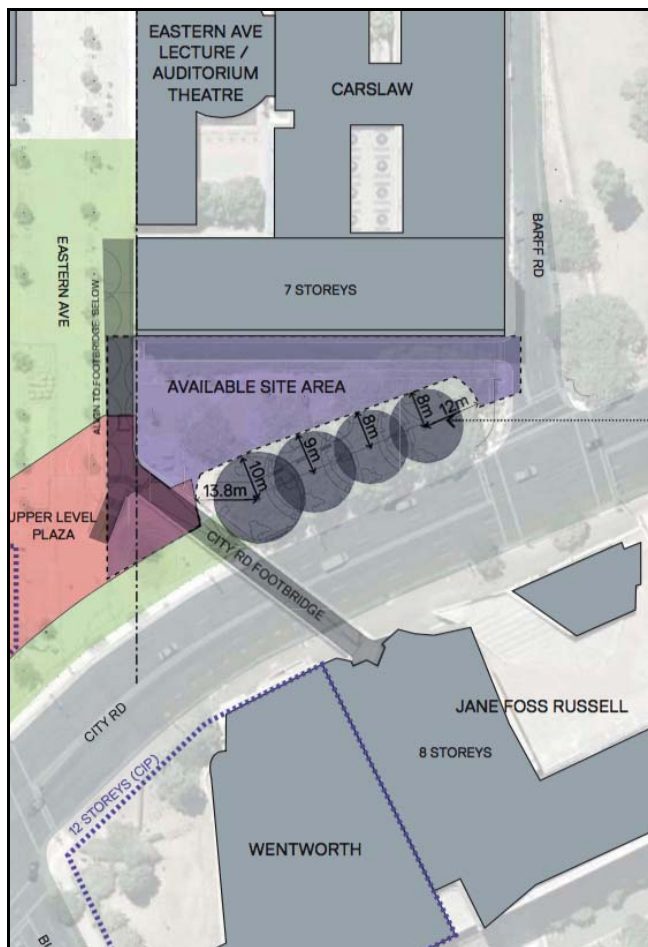 EASTERN AVE
LECTURE /
AUDITORIUM
THEATRE
CARSLAW
EASTERN AVE
BARFF RD
7 STOREYS
ALIGN TO FOOTBRIDGE BELOW
AVAILABLE SITE AREA
8m
12m
8m
9m
10m
13.8m
UPPER LEVEL
PLAZA
CITY RD FOOTBRIDGE
JANE FOSS RUSSELL
CITY RD
8 STOREYS
12 STOREYS (CIP)
WENTWORTH